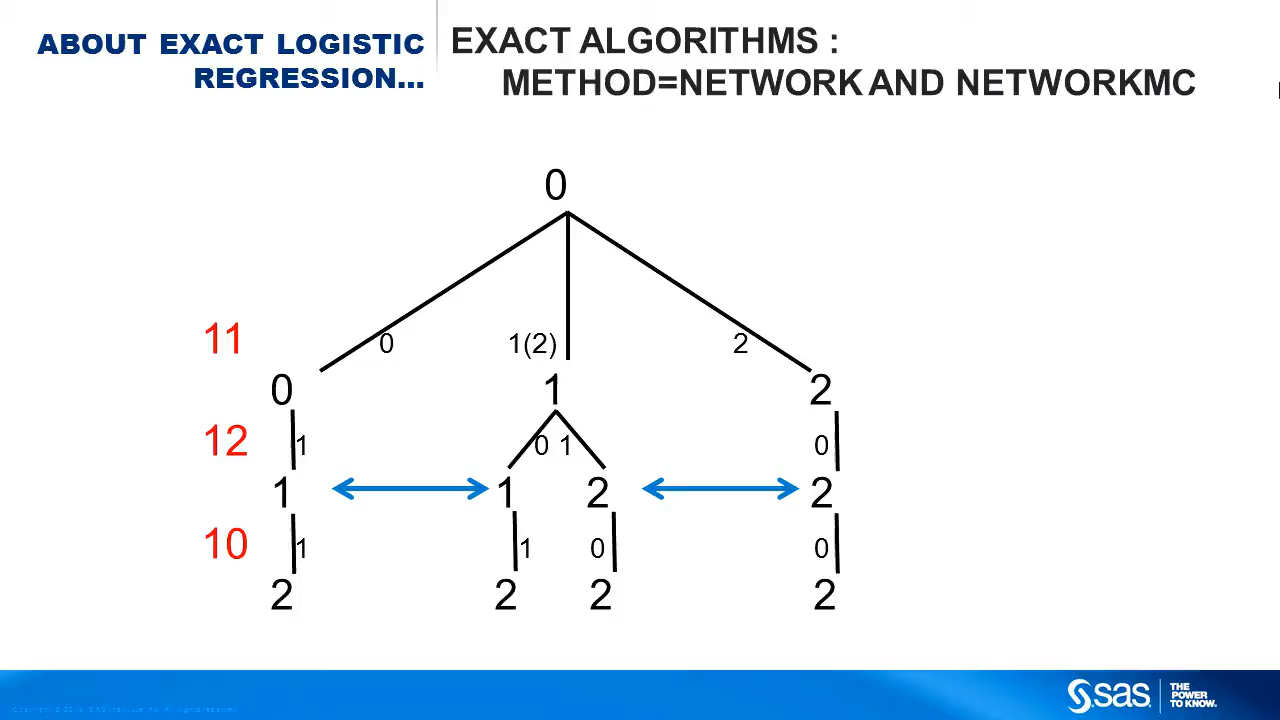 ABOUT EXACT LOGISTIC
REGRESSION...
EXACT ALGORITHMS :
METHOD=NETWORK AND NETWORKMC
0
11 0 1(2) 2
0 1 2
12 1 0 1 0
1 1 2 2
10 1 1 0 0
2 2 2 2
sas THE
POWER
TO KNOW.